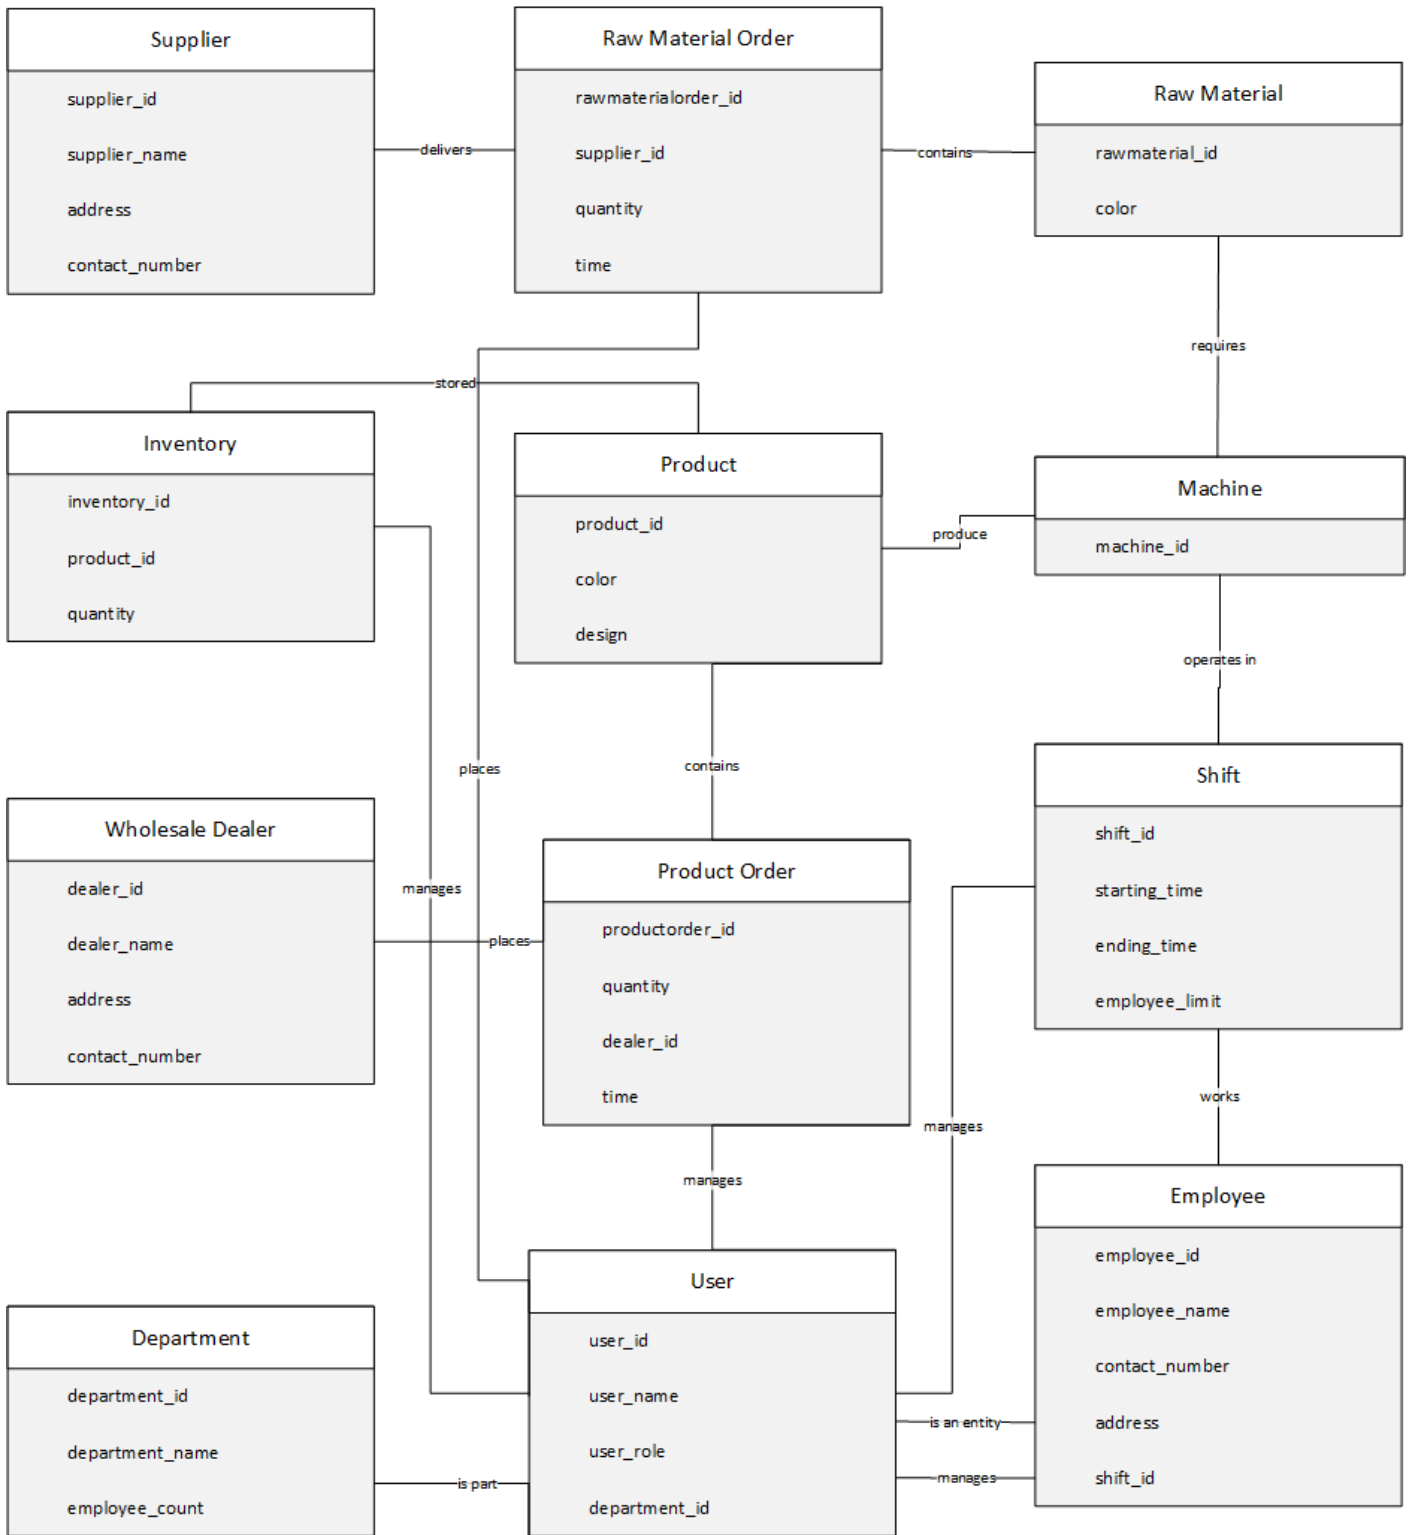 Supplier
supplier_id
supplier_name
address
contact_number
delivers
Raw Material Order
rawmaterialorder_id
supplier_id
quantity
time
contains
Raw Material
rawmaterial_id
color
requires
stored
Inventory
inventory_id
product_id
quantity
Product
product_id
color
design
produce
Machine
machine_id
operates in
places
contains
Shift
shift_id
starting_time
ending_time
employee_limit
Wholesale Dealer
dealer_id
dealer_name
address
contact_number
manages
places
Product Order
productorder_id
quantity
dealer_id
time
manages
manages
works
Employee
employee_id
employee_name
contact_number
address
shift_id
User
user_id
user_name
user_role
department_id
is an entity
manages
Department
department_id
department_name
employee_count
is part